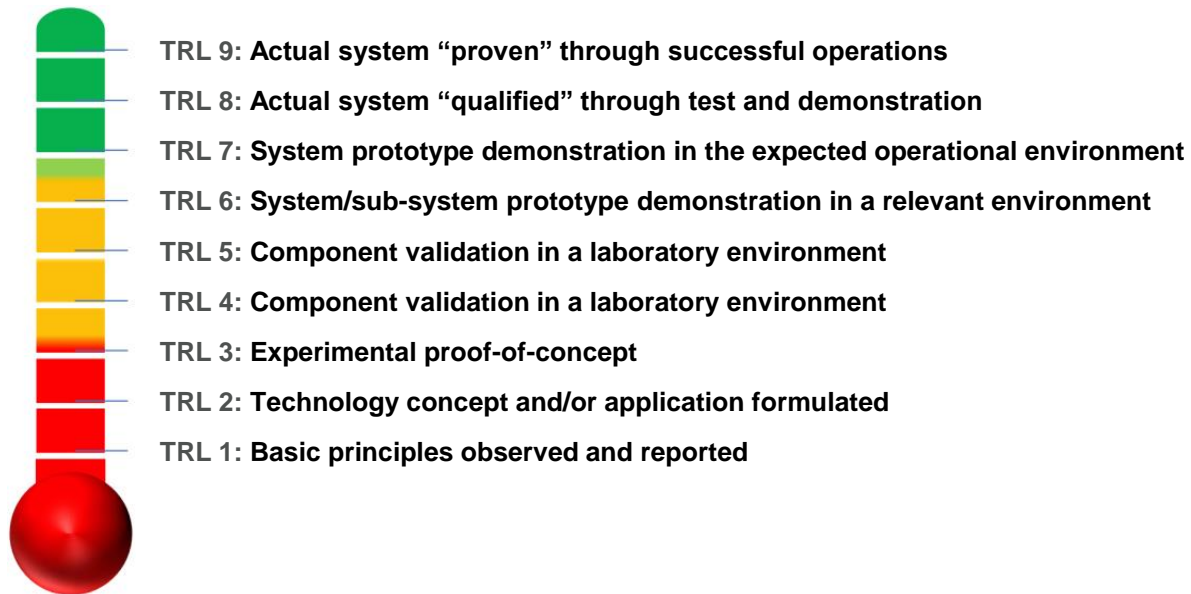 TRL 9: Actual system “proven” through successful operations
TRL 8: Actual system “qualified” through test and demonstration
TRL 7: System prototype demonstration in the expected operational environment
TRL 6: System/sub-system prototype demonstration in a relevant environment
TRL 5: Component validation in a laboratory environment
TRL 4: Component validation in a laboratory environment
TRL 3: Experimental proof-of-concept
TRL 2: Technology concept and/or application formulated
TRL 1: Basic principles observed and reported